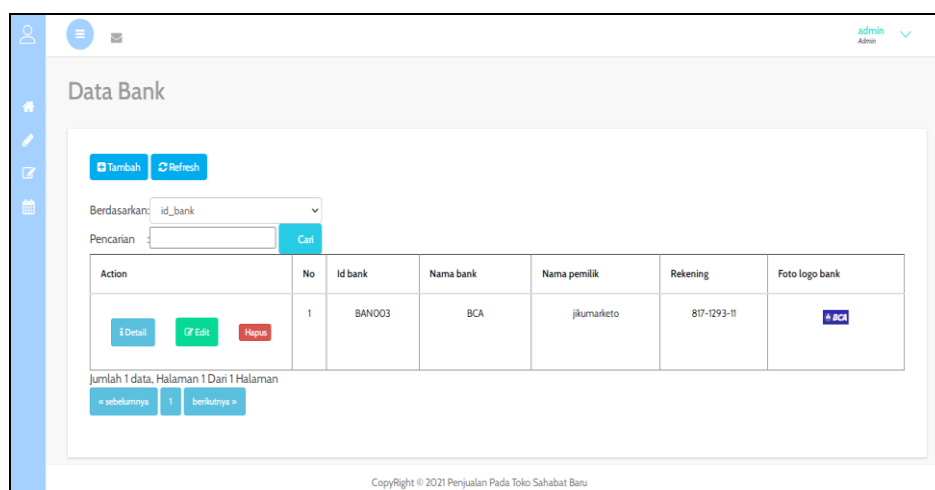 admin
Admin
Data Bank
Tambah Refresh
Berdasarkan: id_bank
Pencarian : Cari
Action No Id bank Nama bank Nama pemilik Rekening Foto logo bank
Detail Edit Hapus 1 BAN003 BCA jikumarketo 817-1293-11 BCA
Jumlah 1 data, Halaman 1 Dari 1 Halaman
« sebelumnya 1 berikutnya »
CopyRight © 2021 Penjualan Pada Toko Sahabat Baru